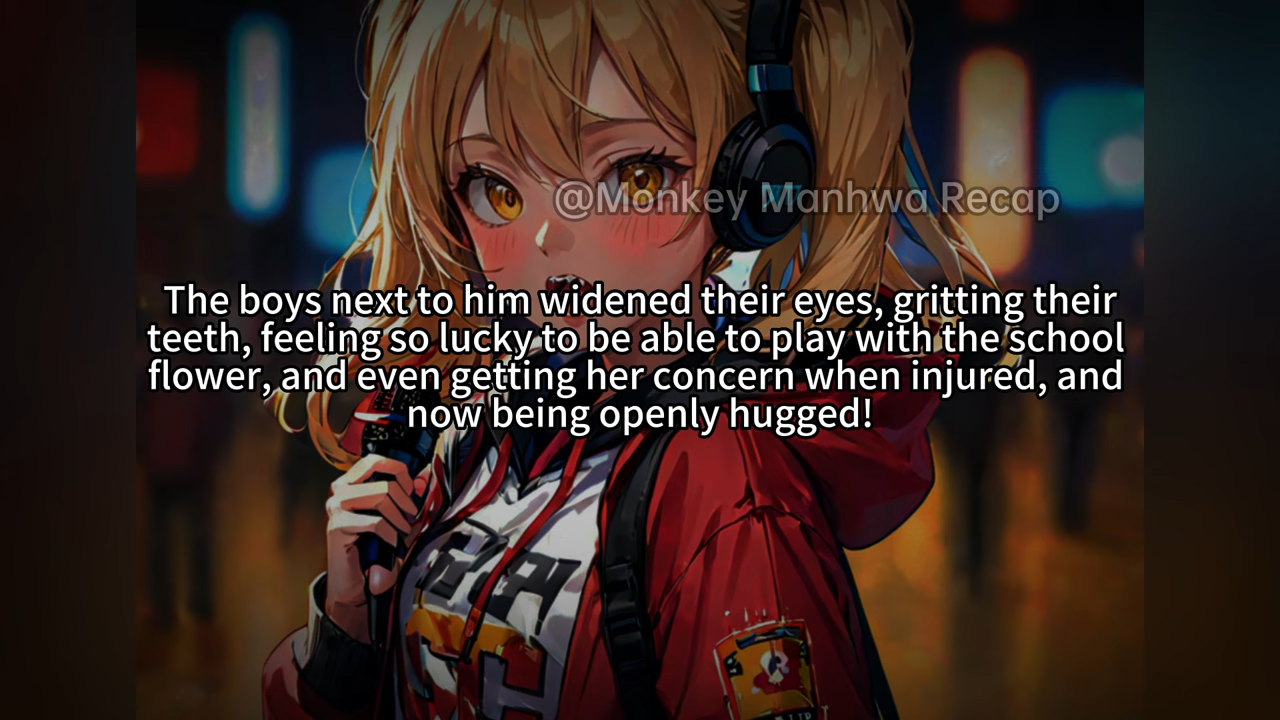 @Monkey Manhwa Recap
The boys next to him widened their eyes, gritting their
teeth, feeling so lucky to be able to play with the school
flower, and even getting her concern when injured, and
now being openly hugged!